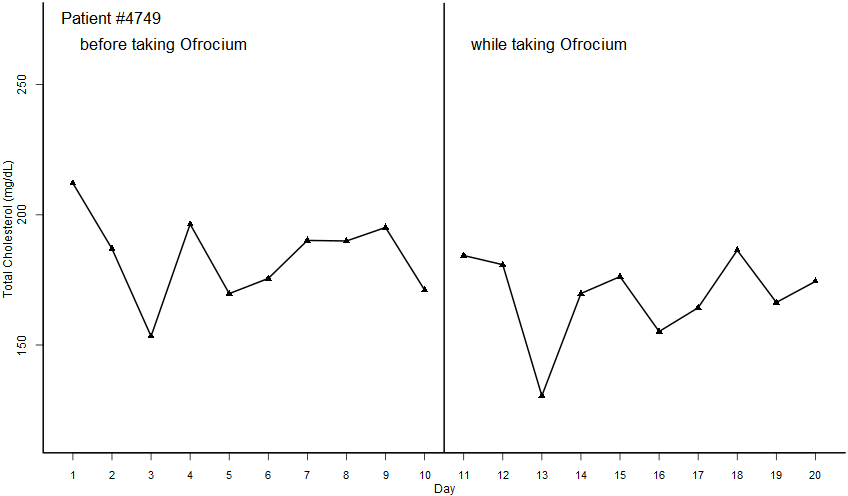 Patient #4749
before taking Ofrocium
while taking Ofrocium
Total Cholesterol (mg/dL)
250
200
150
1 2 3 4 5 6 7 8 9 10 11 12 13 14 15 16 17 18 19 20
Day